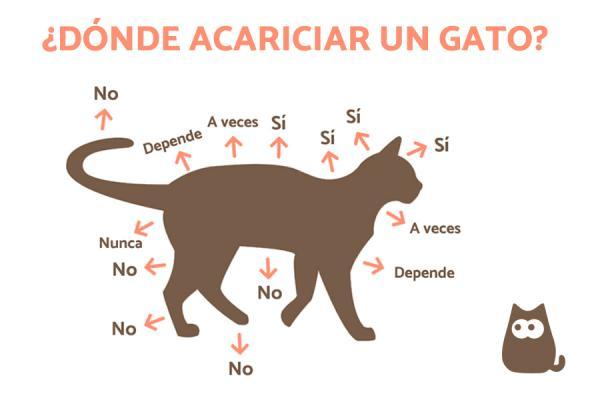 ¿DÓNDE ACARICIAR UN GATO?
No
Depende
A veces
Sí
Sí
Sí
Sí
A veces
Depende
Nunca
No
No
No
No